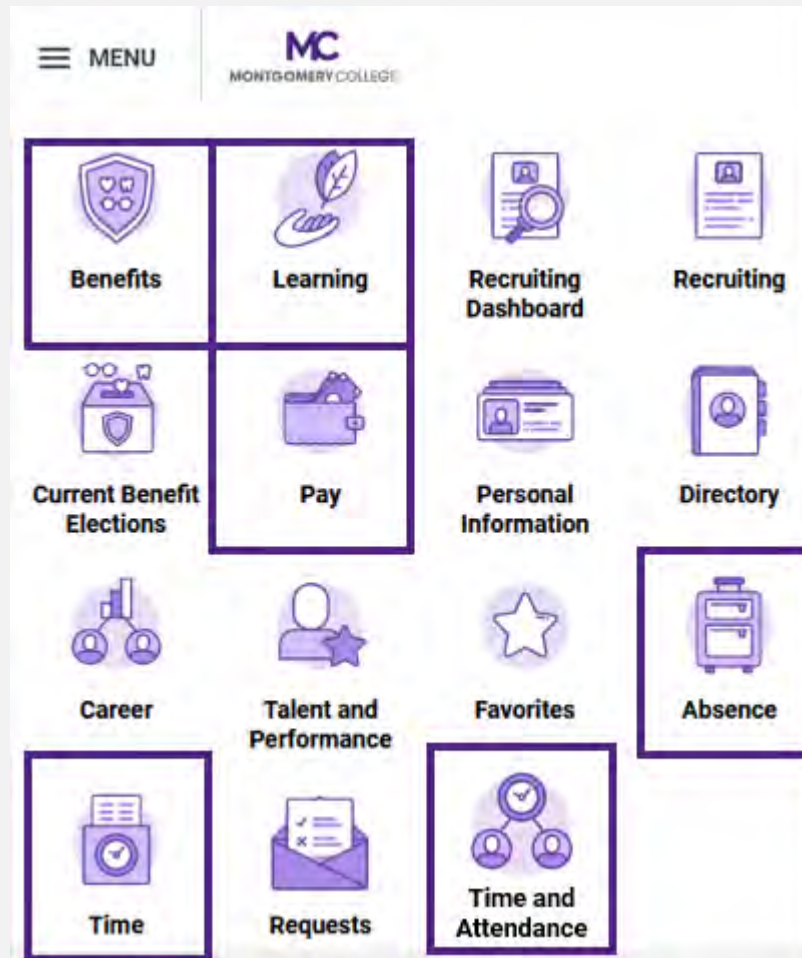 MENU
MC
MONTGOMERY COLLEGE
Benefits
Learning
Recruiting
Dashboard
Recruiting
Current Benefit
Elections
Pay
Personal
Information
Directory
Career
Talent and
Performance
Favorites
Absence
Time
Requests
Time and
Attendance